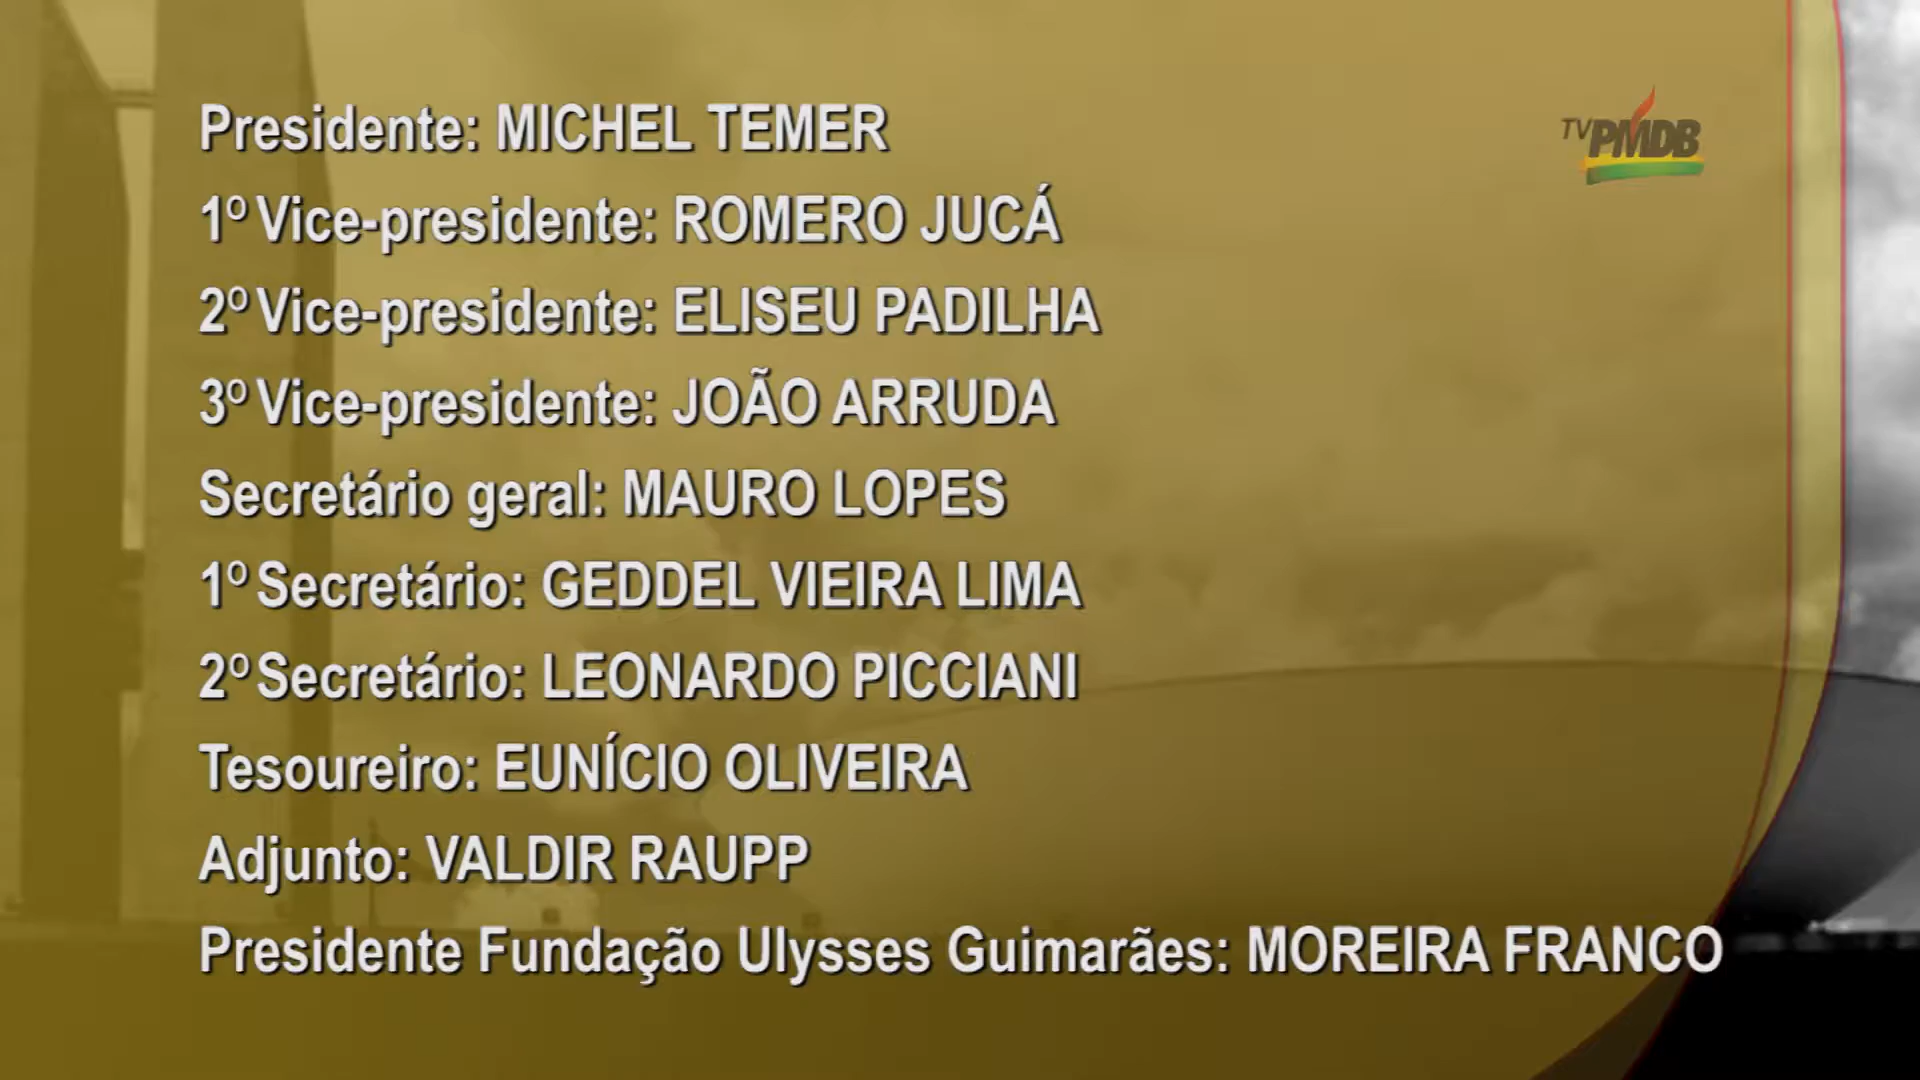 Presidente: MICHEL TEMER
TV PMDB
1º Vice-presidente: ROMERO JUCÁ
2º Vice-presidente: ELISEU PADILHA
3º Vice-presidente: JOÃO ARRUDA
Secretário geral: MAURO LOPES
1º Secretário: GEDDEL VIEIRA LIMA
2º Secretário: LEONARDO PICCIANI
Tesoureiro: EUNÍCIO OLIVEIRA
Adjunto: VALDIR RAUPP
Presidente Fundação Ulysses Guimarães: MOREIRA FRANCO